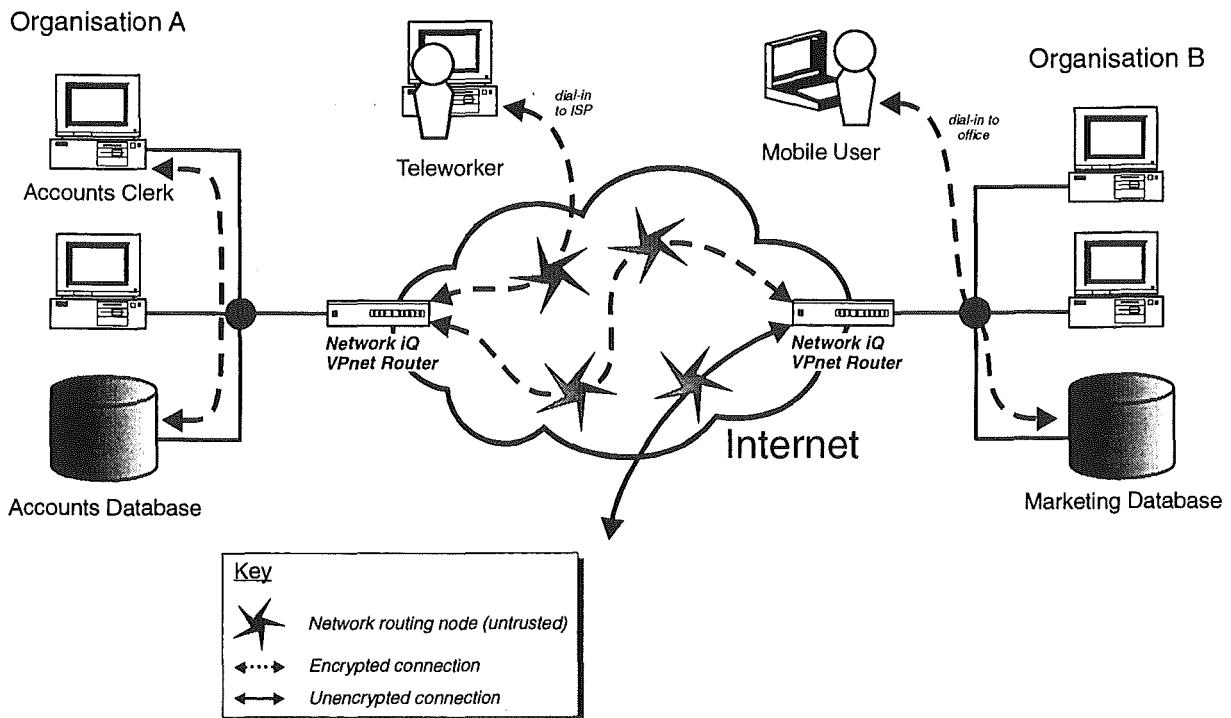 Organisation A
Organisation B
dial-in
to ISP
dial-in to
office
Teleworker
Mobile User
Accounts Clerk
Network iQ
VPnet Router
Network iQ
VPnet Router
Internet
Accounts Database
Marketing Database
Key
Network routing node (untrusted)
Encrypted connection
Unencrypted connection